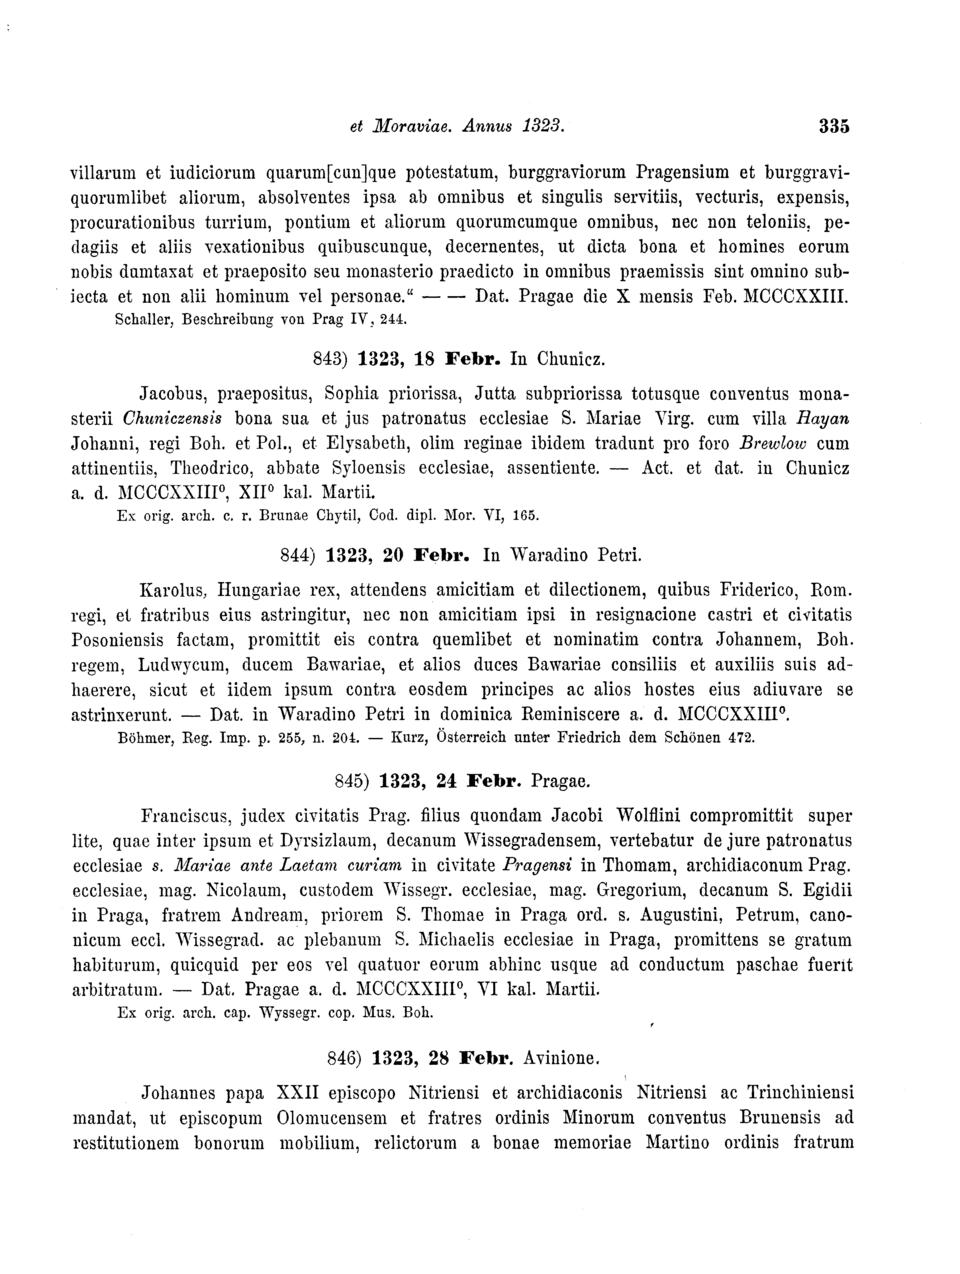 et Moraviae. Annus 1323. 335
villarum et iudiciorum quarum[cun]que potestatum, burggraviorum Pragensium et burggravi-
quorumlibet aliorum, absolventes ipsa ab omnibus et singulis servitiis, vecturis, expensis,
procurationibus turrium, pontium et aliorum quorumcumque omnibus, nec non teloniis, pe-
dagiis et aliis vexationibus quibuscunque, decernentes, ut dicta bona et homines eorum
nobis dumtaxat et praeposito seu monasterio praedicto in omnibus praemissis sint omnino sub-
iecta et non alii hominum vel personae.“ — — Dat. Pragae die X mensis Feb. MCCCXXIII.
Schaller, Beschreibung von Prag IV, 244.
843) 1323, 18 Febr. In Chunicz.
Jacobus, praepositus, Sophia priorissa, Jutta subpriorissa totusque conventus mona-
sterii Chuniczensis bona sua et jus patronatus ecclesiae S. Mariae Virg. cum villa Hayan
Johanni, regi Boh. et Pol., et Elysabeth, olim reginae ibidem tradunt pro foro Brewlow cum
attinentiis, Theodrico, abbate Syloensis ecclesiae, assentiente. — Act. et dat. in Chunicz
a. d. MCCCXXIII⁰, XII⁰ kal. Martii.
Ex orig. arch. c. r. Brunae Chytil, Cod. dipl. Mor. VI, 165.
844) 1323, 20 Febr. In Waradino Petri.
Karolus, Hungariae rex, attendens amicitiam et dilectionem, quibus Friderico, Rom.
regi, et fratribus eius astringitur, nec non amicitiam ipsi in resignacione castri et civitatis
Posoniensis factam, promittit eis contra quemlibet et nominatim contra Johannem, Boh.
regem, Ludwycum, ducem Bawariae, et alios duces Bawariae consiliis et auxiliis suis ad-
haerere, sicut et iidem ipsum contra eosdem principes ac alios hostes eius adiuvare se
astrinxerunt. — Dat. in Waradino Petri in dominica Reminiscere a. d. MCCCXXIII⁰.
Böhmer, Reg. Imp. p. 255, n. 204. — Kurz, Österreich unter Friedrich dem Schönen 472.
845) 1323, 24 Febr. Pragae.
Franciscus, judex civitatis Prag. filius quondam Jacobi Wolflini compromittit super
lite, quae inter ipsum et Dyrsizlaum, decanum Wissegradensem, vertebatur de jure patronatus
ecclesiae s. Mariae ante Laetam curiam in civitate Pragensi in Thomam, archidiaconum Prag.
ecclesiae, mag. Nicolaum, custodem Wissegr. ecclesiae, mag. Gregorium, decanum S. Egidii
in Praga, fratrem Andream, priorem S. Thomae in Praga ord. s. Augustini, Petrum, cano-
nicum eccl. Wissegrad. ac plebanum S. Michaelis ecclesiae in Praga, promittens se gratum
habiturum, quicquid per eos vel quatuor eorum abhinc usque ad conductum paschae fuerit
arbitratum. — Dat. Pragae a. d. MCCCXXIII⁰, VI kal. Martii.
Ex orig. arch. cap. Wyssegr. cop. Mus. Boh.
846) 1323, 28 Febr. Avinione.
Johannes papa XXII episcopo Nitriensi et archidiaconis Nitriensi ac Trinchiniensi
mandat, ut episcopum Olomucensem et fratres ordinis Minorum conventus Brunensis ad
restitutionem bonorum mobilium, relictorum a bonae memoriae Martino ordinis fratrum